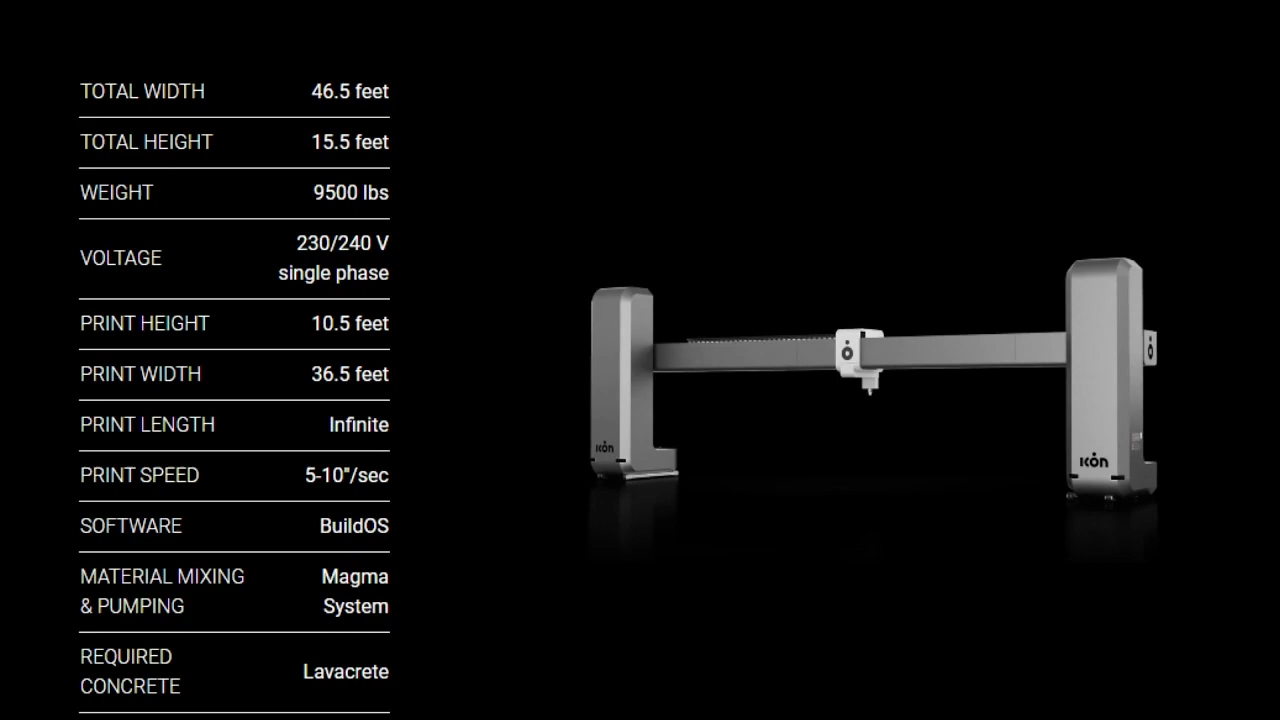 TOTAL WIDTH 46.5 feet
TOTAL HEIGHT 15.5 feet
WEIGHT 9500 lbs
VOLTAGE 230/240 V
single phase
PRINT HEIGHT 10.5 feet
PRINT WIDTH 36.5 feet
PRINT LENGTH Infinite
PRINT SPEED 5-10"/sec
SOFTWARE BuildOS
MATERIAL MIXING Magma
& PUMPING System
REQUIRED
CONCRETE Lavacrete
ICON
ICON